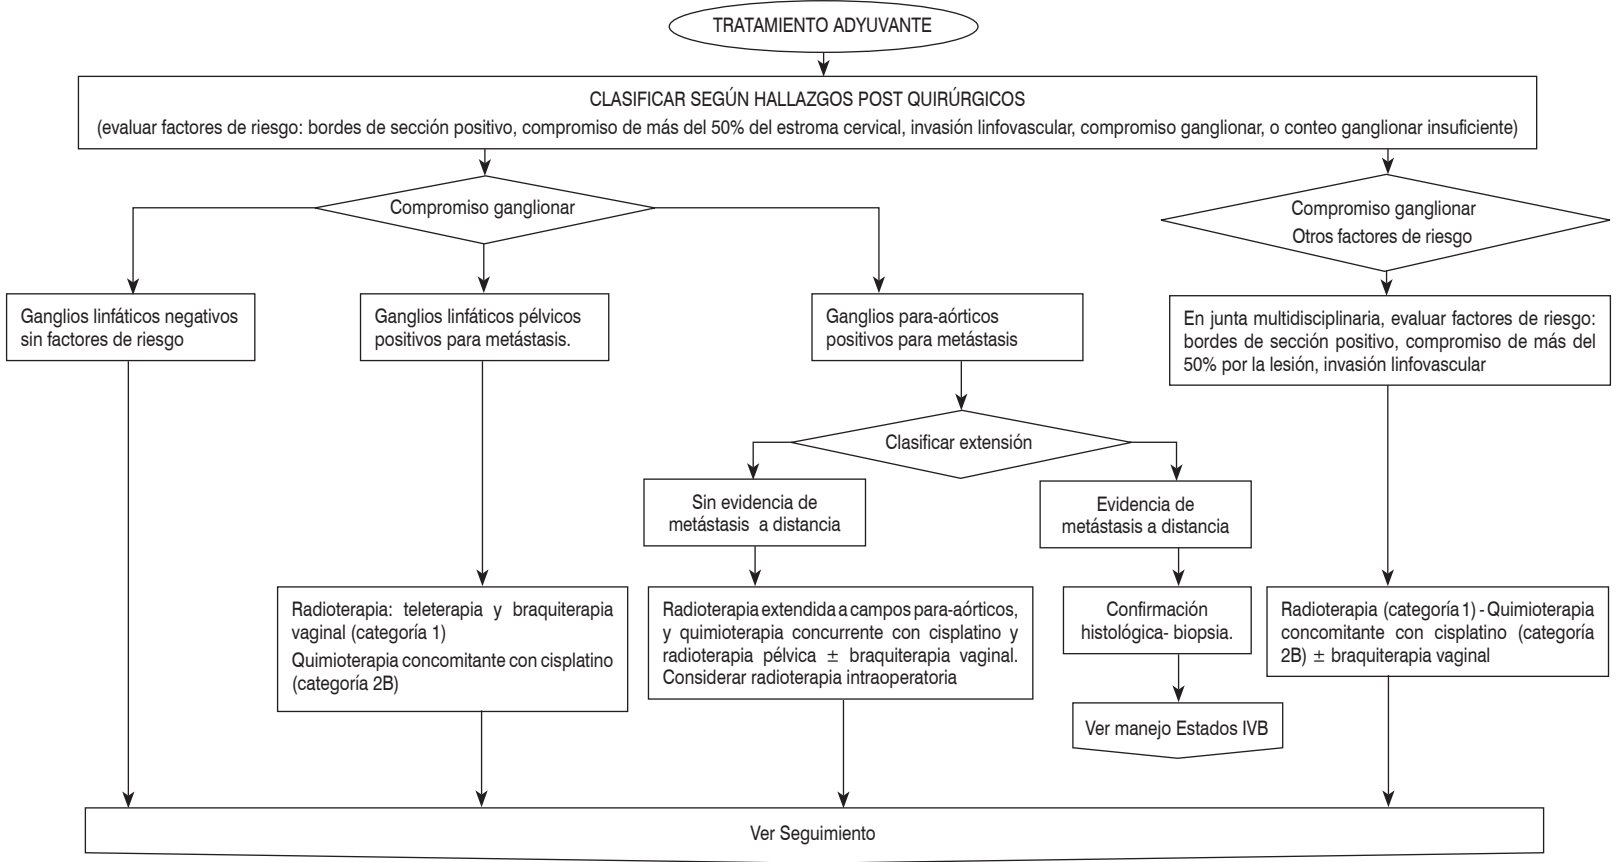 TRATAMIENTO ADYUVANTE
CLASIFICAR SEGÚN HALLAZGOS POST QUIRÚRGICOS
(evaluar factores de riesgo: bordes de sección positivo, compromiso de más del 50% del estroma cervical, invasión linfovascular, compromiso ganglionar, o conteo ganglionar insuficiente)
Compromiso ganglionar
Compromiso ganglionar
Otros factores de riesgo
Ganglios linfáticos negativos
sin factores de riesgo
Ganglios linfáticos pélvicos
positivos para metástasis.
Ganglios para-aórticos
positivos para metástasis
En junta multidisciplinaria, evaluar factores de riesgo:
bordes de sección positivo, compromiso de más del
50% por la lesión, invasión linfovascular
Clasificar extensión
Sin evidencia de
metástasis a distancia
Evidencia de
metástasis a distancia
Radioterapia: teleterapia y braquiterapia
vaginal (categoría 1)
Quimioterapia concomitante con cisplatino
(categoría 2B)
Radioterapia extendida a campos para-aórticos,
y quimioterapia concurrente con cisplatino y
radioterapia pélvica ± braquiterapia vaginal.
Considerar radioterapia intraoperatoria
Confirmación
histológica- biopsia.
Radioterapia (categoría 1) - Quimioterapia
concomitante con cisplatino (categoría
2B) ± braquiterapia vaginal
Ver manejo Estados IVB
Ver Seguimiento